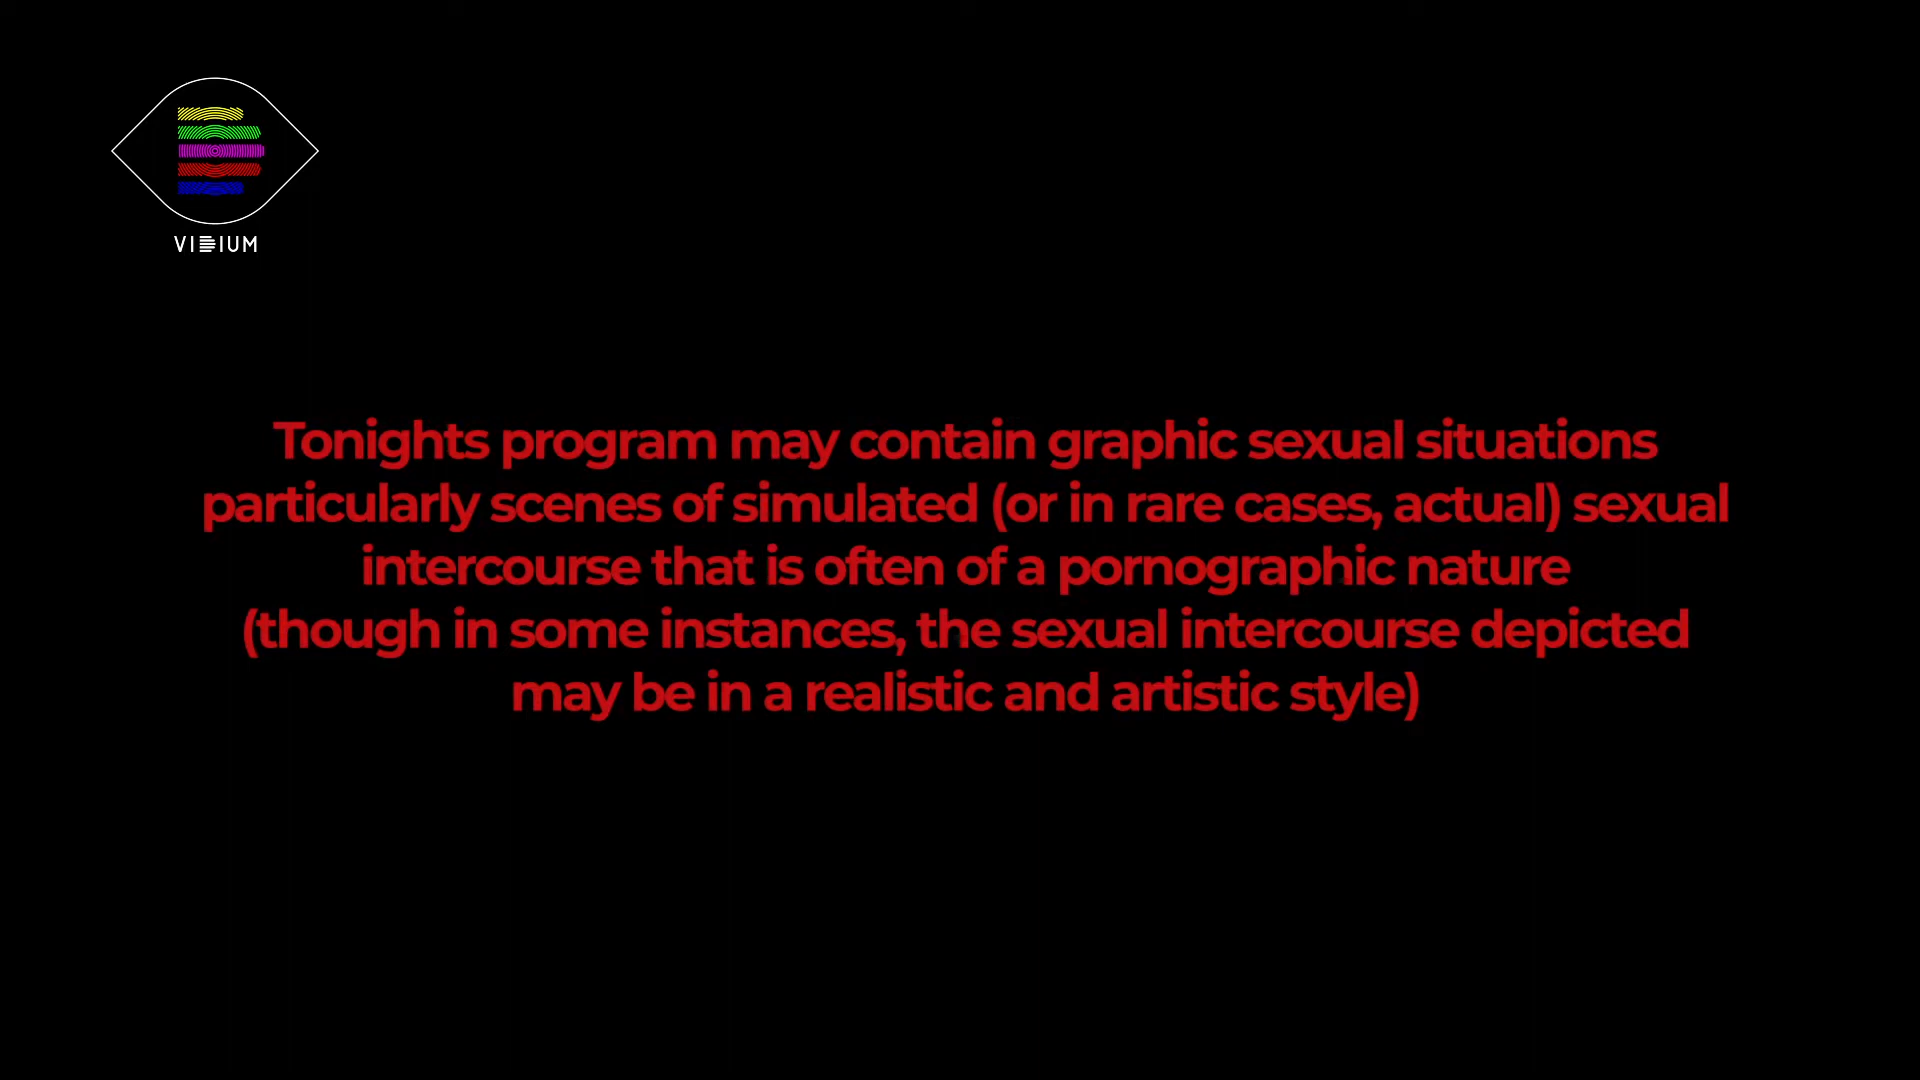 VIDIUM
Tonights program may contain graphic sexual situations
particularly scenes of simulated (or in rare cases, actual) sexual
intercourse that is often of a pornographic nature
(though in some instances, the sexual intercourse depicted
may be in a realistic and artistic style)